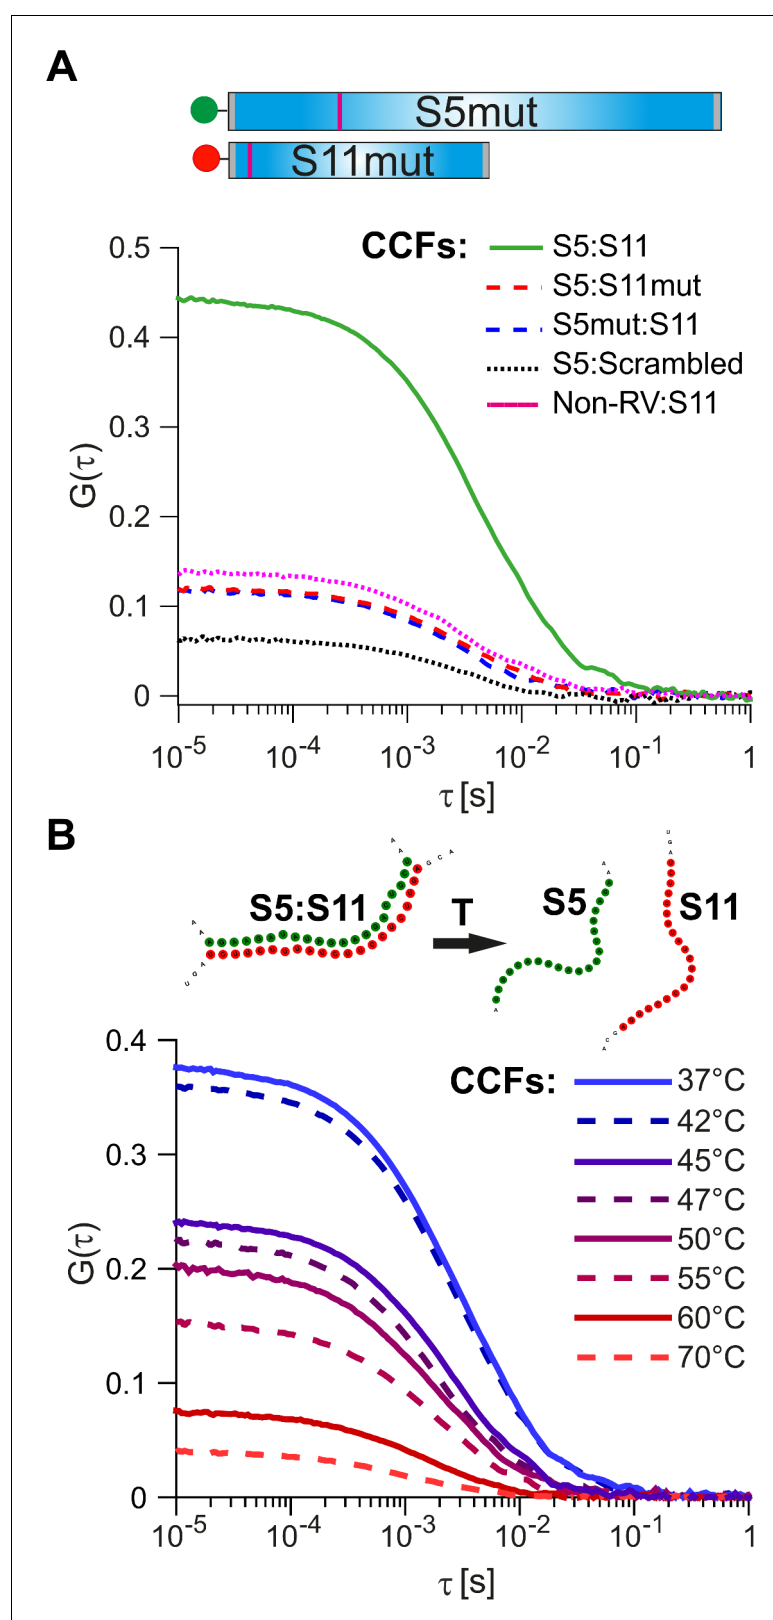 A
S5mut
S11mut
CCFs:
S5:S11
S5:S11mut
S5mut:S11
S5:Scrambled
Non-RV:S11
0.5
0.4
0.3
0.2
0.1
0
G(τ)
10-5 10-4 10-3 10-2 10-1 1
τ [s]
B
S5:S11
T
S5
S11
A A
A G C A
A A
U G A
A A
A
U G A
A C G
0.4
0.3
0.2
0.1
0
G(τ)
CCFs:
37°C
42°C
45°C
47°C
50°C
55°C
60°C
70°C
10-5 10-4 10-3 10-2 10-1 1
τ [s]